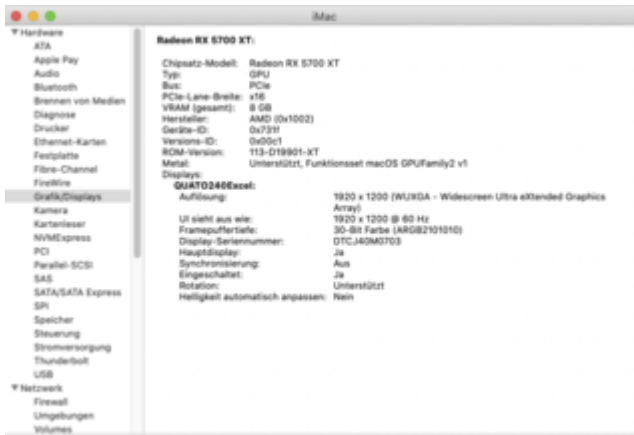 iMac
Hardware
ATA
Apple Pay
Audio
Bluetooth
Brennen von Medien
Diagnose
Drucker
Ethernet-Karten
Festplatte
Fibre-Channel
FireWire
Grafik/Displays
Kamera
Kartenleser
NVMExpress
PCI
Parallel-SCSI
SAS
SATA/SATA Express
SPI
Speicher
Steuerung
Stromversorgung
Thunderbolt
USB
Netzwerk
Firewall
Umgebungen
Volumes
Radeon RX 5700 XT:
Chipsatz-Modell: Radeon RX 5700 XT
Typ: GPU
Bus: PCIe
PCIe-Lane-Breite: x16
VRAM (gesamt): 8 GB
Hersteller: AMD (0x1002)
Geräte-ID: 0x731f
Versions-ID: 0x00c1
ROM-Version: 113-D19901-XT
Metal: Unterstützt, Funktionsset macOS GPUFamily2 v1
Displays:
QUATO240Excel:
Auflösung: 1920 x 1200 (WUXGA - Widescreen Ultra eXtended Graphics
Array)
UI sieht aus wie: 1920 x 1200 @ 60 Hz
Framepuffertiefe: 30-Bit Farbe (ARGB2101010)
Display-Seriennummer: DTCJ40M0703
Hauptdisplay: Ja
Synchronisierung: Aus
Eingeschaltet: Ja
Rotation: Unterstützt
Helligkeit automatisch anpassen: Nein